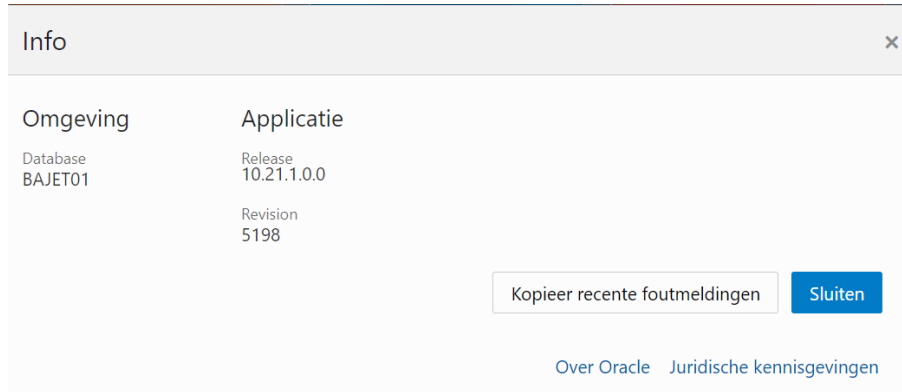 Info
Omgeving
Applicatie
Database
BAJET01
Release
10.21.1.0.0
Revision
5198
Kopieer recente foutmeldingen
Sluiten
Over Oracle
Juridische kennisgevingen